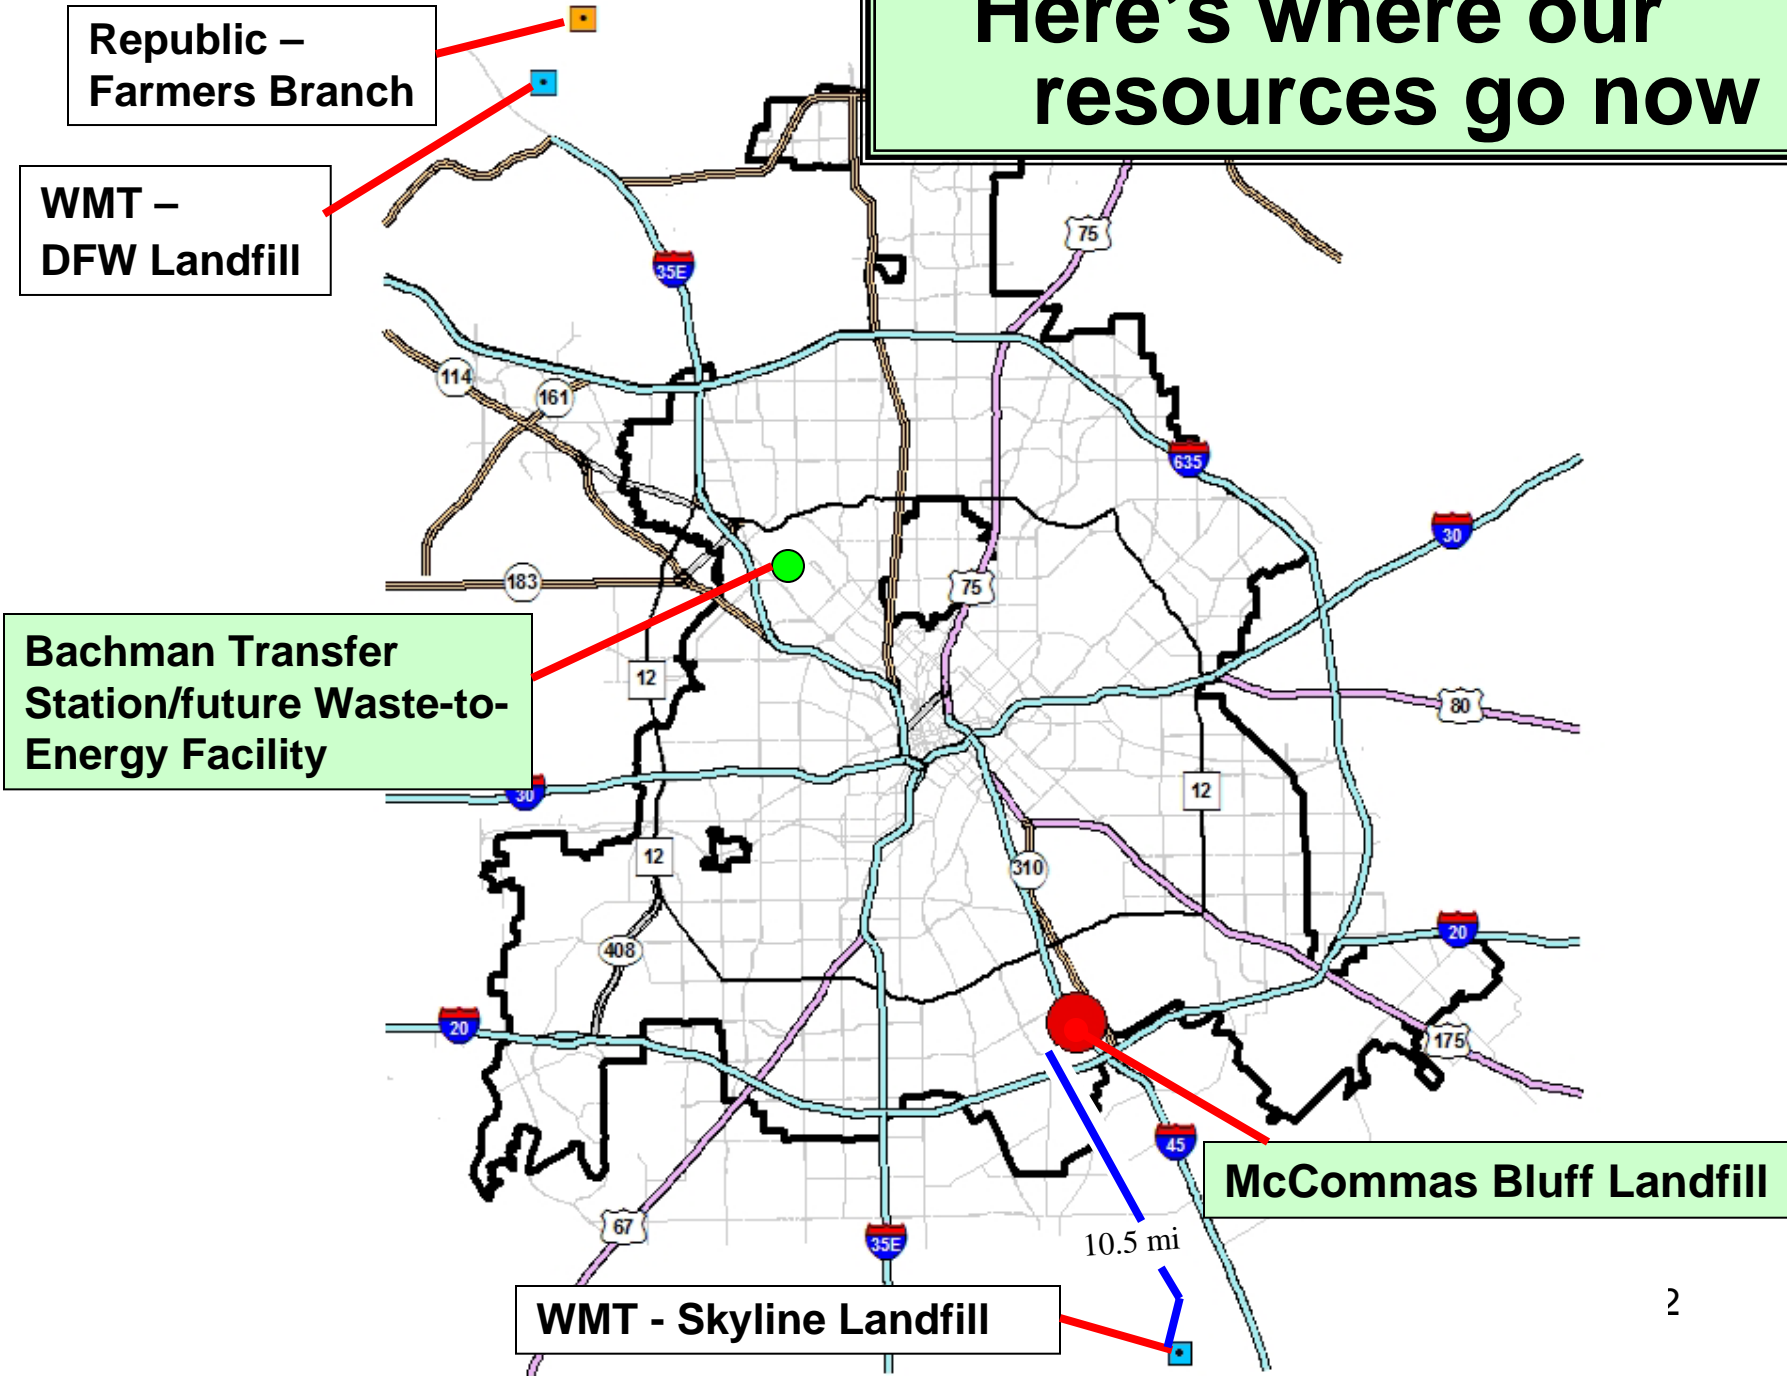 Here's where our
resources go now
Republic –
Farmers Branch
WMT –
DFW Landfill
75
35E
114
161
635
30
183
75
Bachman Transfer
Station/future Waste-to-
Energy Facility
12
80
30
12
12
310
408
20
20
175
45
McCommas Bluff Landfill
67
35E
10.5 mi
WMT - Skyline Landfill
2